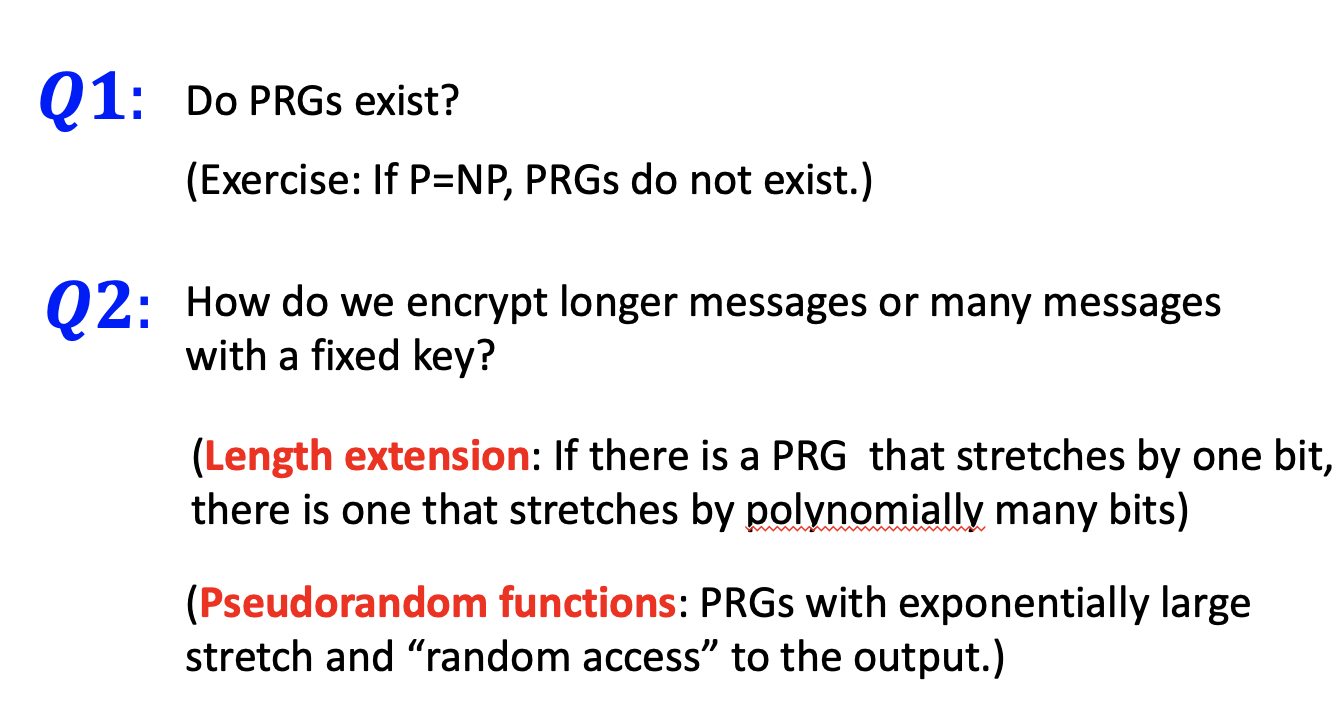 Q1: Do PRGs exist?
(Exercise: If P=NP, PRGs do not exist.)
Q2: How do we encrypt longer messages or many messages
with a fixed key?
(Length extension: If there is a PRG that stretches by one bit,
there is one that stretches by polynomially many bits)
(Pseudorandom functions: PRGs with exponentially large
stretch and “random access” to the output.)